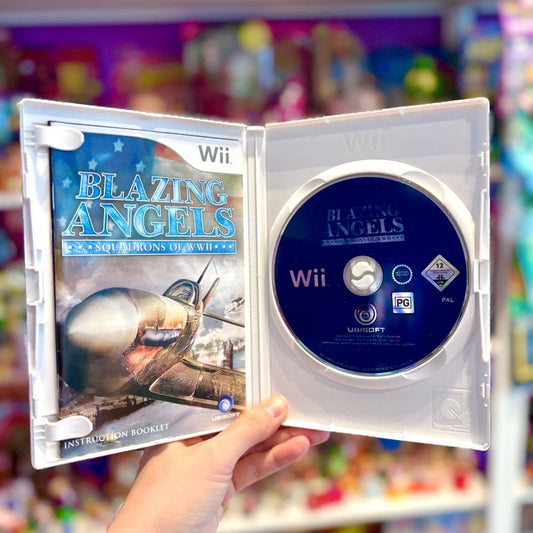 Wii
BLAZING
ANGELS
SQUADRONS OF WWII
UBISOFT
INSTRUCTION BOOKLET
Wii
BLAZING
ANGELS
SQUADRONS OF WWII
Wii
12
PG
PAL
UBISOFT